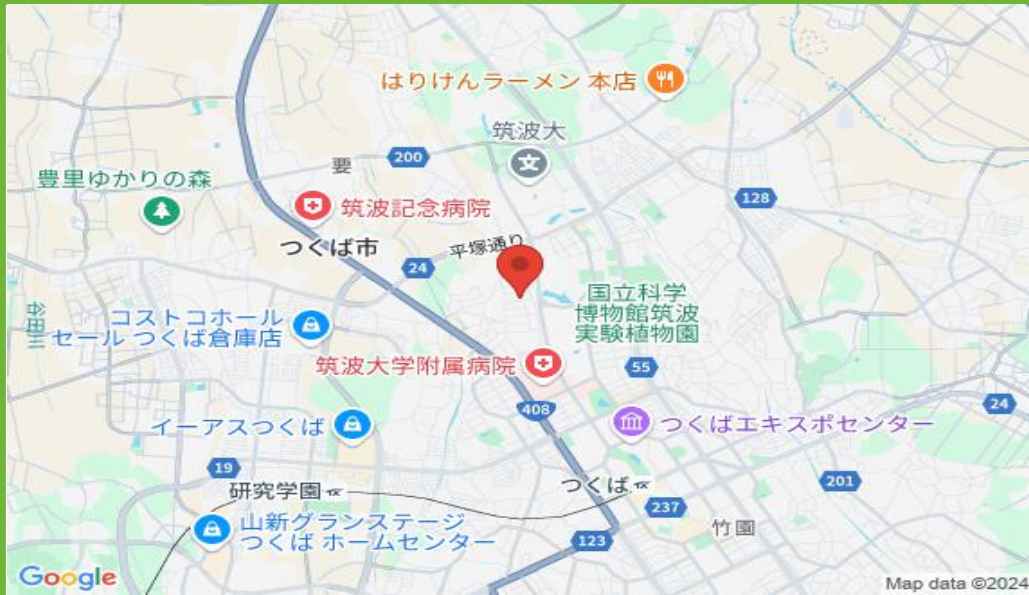 はりけんラーメン 本店
筑波大
200
要
豊里ゆかりの森
128
筑波記念病院
平塚通り
つくば市
24
国立科学
博物館筑波
実験植物園
谷田川
コストコホール
セール つくば倉庫店
筑波大学附属病院
55
408
24
イーアスつくば
つくばエキスポセンター
19
研究学園
つくば
201
237
山新グランステージ
つくば ホームセンター
竹園
123
Google
Map data ©2024